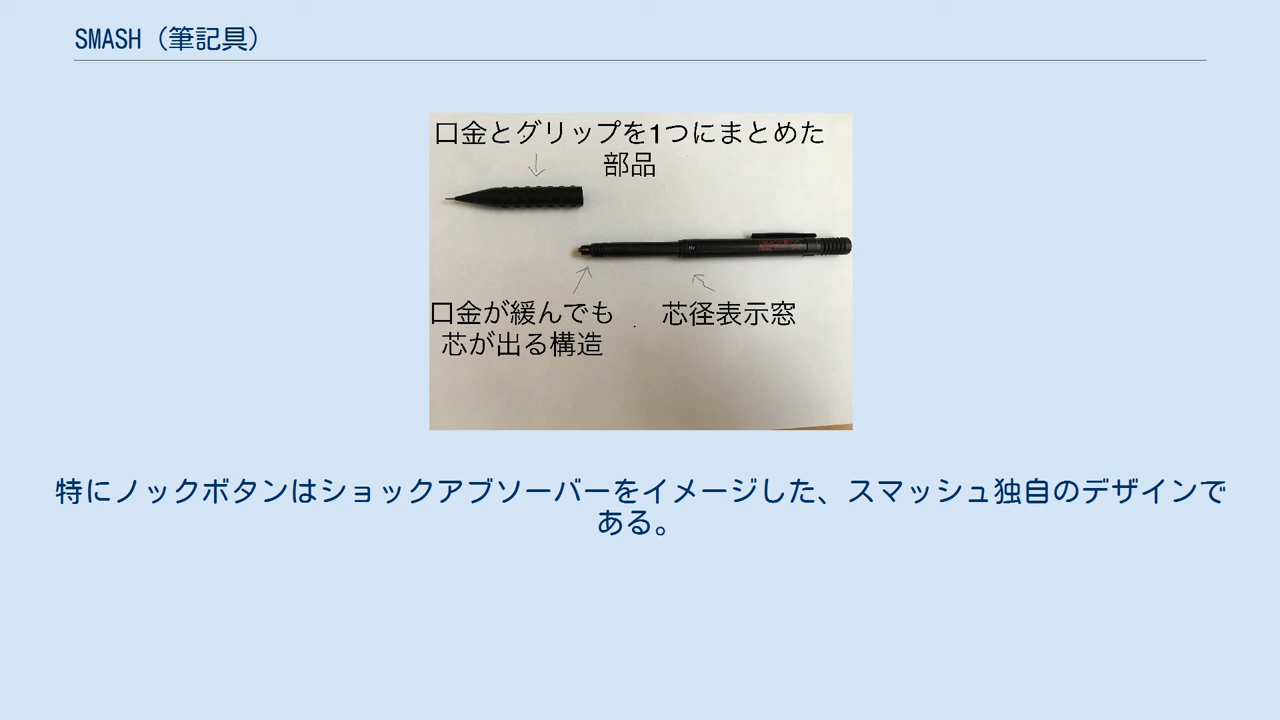 SMASH（筆記具）
口金とグリップを1つにまとめた
部品
口金が緩んでも
芯が出る構造
芯径表示窓
特にノックボタンはショックアブソーバーをイメージした、スマッシュ独自のデザインで
ある。